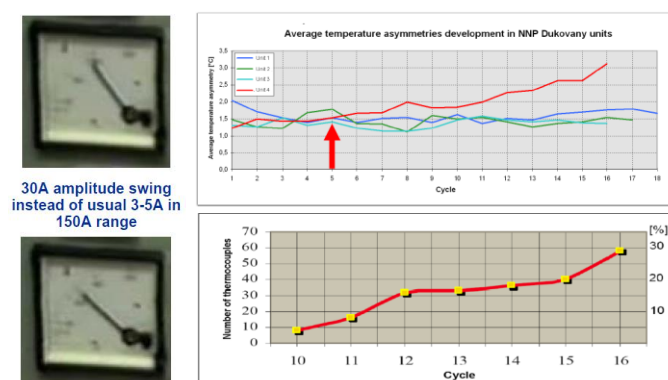 30A amplitude swing
instead of usual 3-5A in
150A range
Average temperature asymmetries development in NNP Dukovany units
Average temperature asymmetry [°C]
3,5
3,0
2,5
2,0
1,5
1,0
0,5
0,0
Unit 1
Unit 2
Unit 3
Unit 4
1 2 3 4 5 6 7 8 9 10 11 12 13 14 15 16 17 18
Cycle
Number of thermocouples
70
60
50
40
30
20
10
0
[%]
30
20
10
10 11 12 13 14 15 16
Cycle